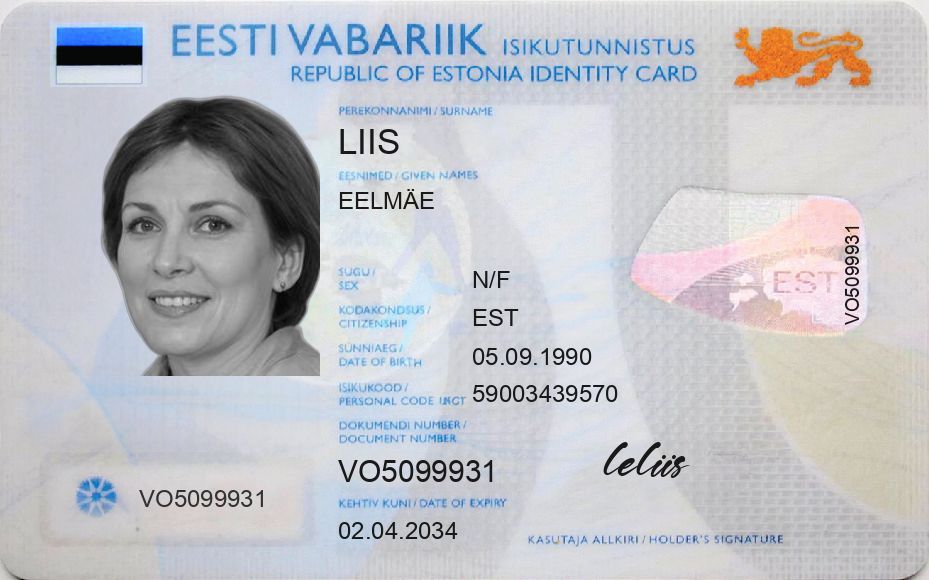 EESTI VABARIIK ISIKUTUNNISTUS
REPUBLIC OF ESTONIA IDENTITY CARD
PEREKONNANIMI / SURNAME
LIIS
EESNIMED / GIVEN NAMES
EELMÄE
SUGU /
SEX
N/F
KODAKONDSUS /
CITIZENSHIP
EST
SÜNNIAEG /
DATE OF BIRTH
05.09.1990
ISIKUKOOD /
PERSONAL CODE
59003439570
DOKUMENDI NUMBER /
DOCUMENT NUMBER
VO5099931
KEHTIV KUNI / DATE OF EXPIRY
02.04.2034
VO5099931
EST
VO5099931
leliis
KASUTAJA ALLKIRI / HOLDER'S SIGNATURE